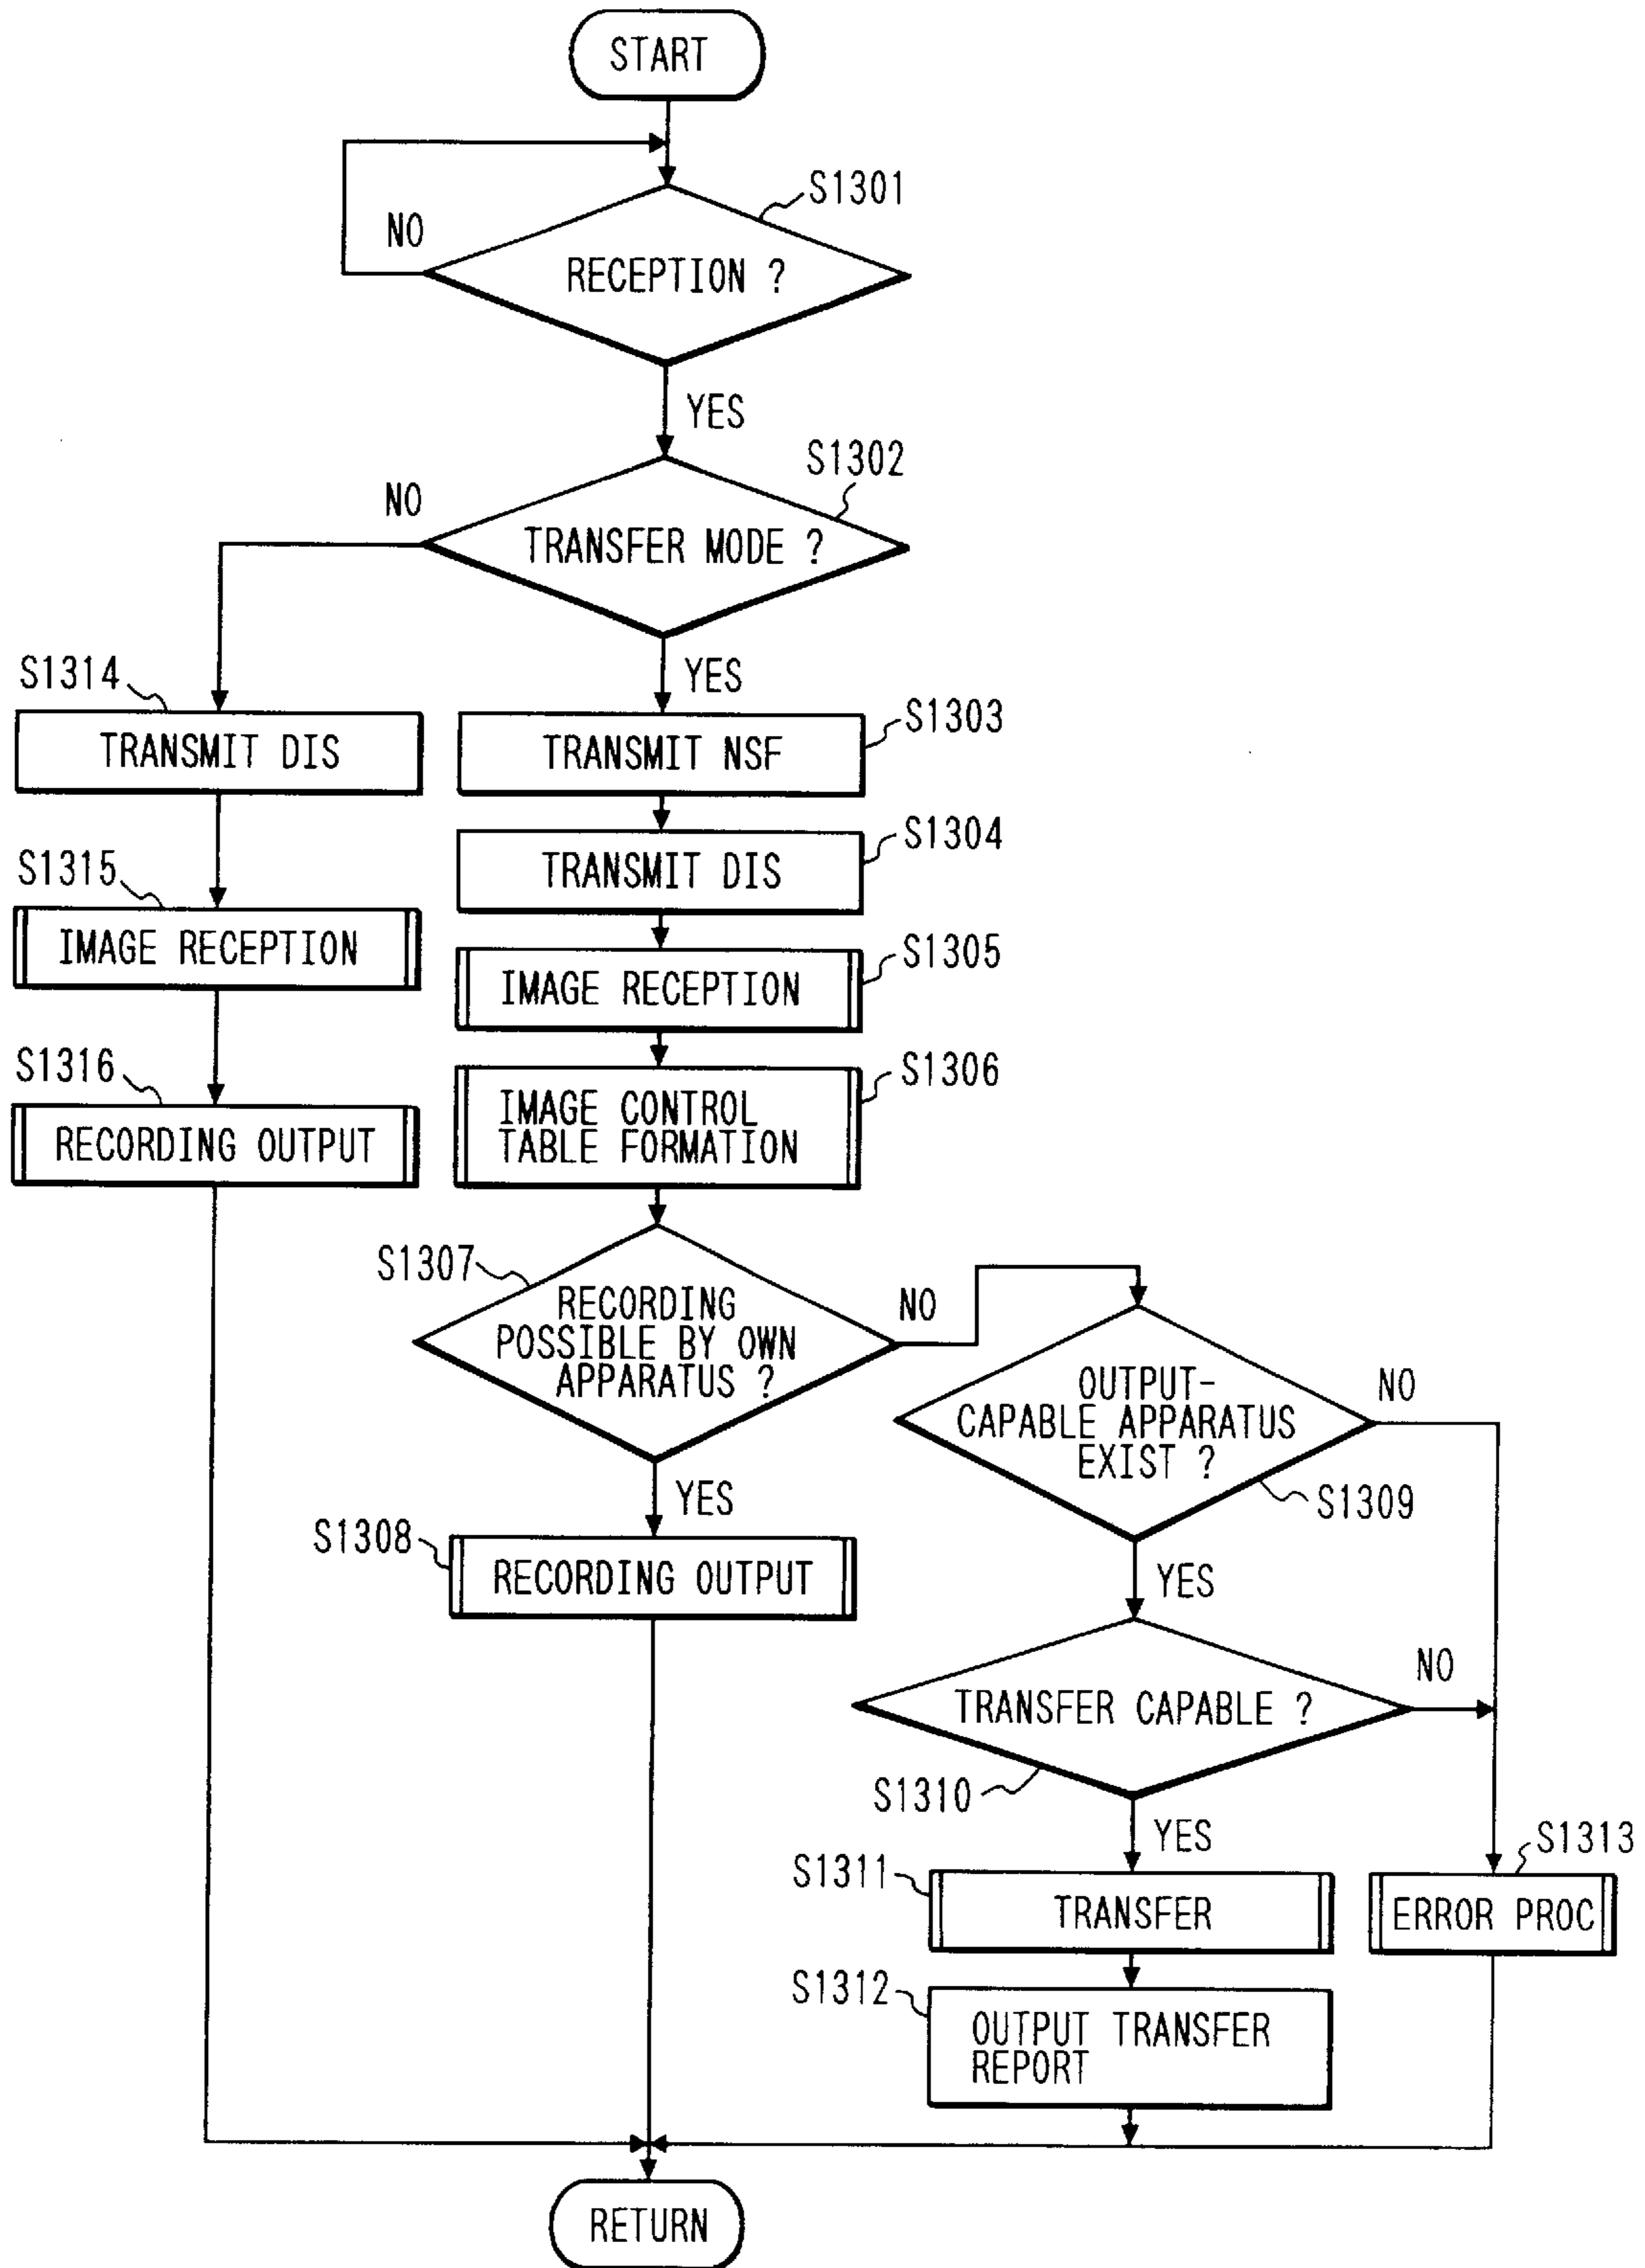 START
S1301
NO
RECEPTION ?
YES
S1302
NO
TRANSFER MODE ?
YES
S1314
TRANSMIT DIS
S1303
TRANSMIT NSF
S1304
TRANSMIT DIS
S1315
IMAGE RECEPTION
S1305
IMAGE RECEPTION
S1316
RECORDING OUTPUT
S1306
IMAGE CONTROL
TABLE FORMATION
S1307
RECORDING
POSSIBLE BY OWN
APPARATUS ?
NO
YES
OUTPUT-
CAPABLE APPARATUS
EXIST ?
NO
S1309
YES
S1308
RECORDING OUTPUT
TRANSFER CAPABLE ?
NO
S1310
YES
S1311
TRANSFER
S1313
ERROR PROC
S1312
OUTPUT TRANSFER
REPORT
RETURN